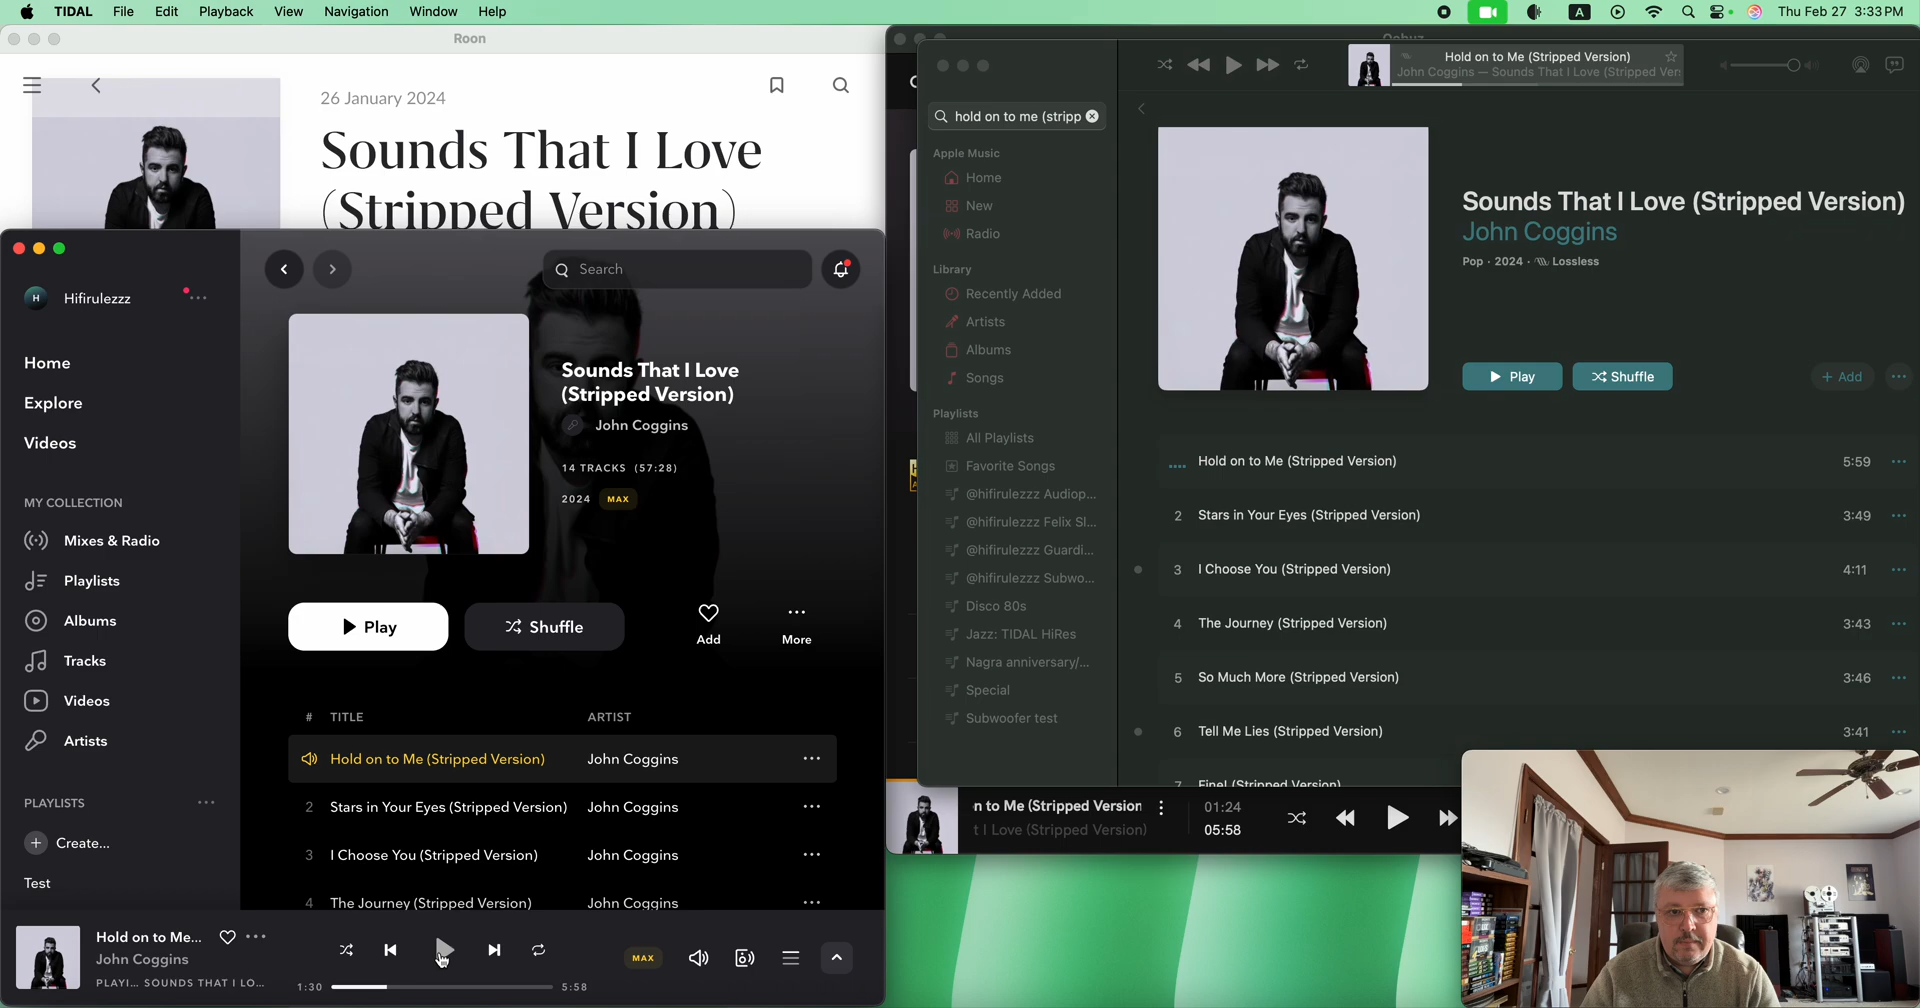 TIDAL File Edit Playback View Navigation Window Help
A Thu Feb 27 3:33 PM
Roon
26 January 2024
Sounds That I Love
(Stripped Version)
H Hifirulezzz
Home
Explore
Videos
MY COLLECTION
Mixes & Radio
Playlists
Albums
Tracks
Videos
Artists
PLAYLISTS
Create...
Test
Search
Sounds That I Love
(Stripped Version)
John Coggins
14 TRACKS (57:28)
2024 MAX
Play
Shuffle
Add
More
# TITLE ARTIST
Hold on to Me (Stripped Version) John Coggins
2 Stars in Your Eyes (Stripped Version) John Coggins
3 I Choose You (Stripped Version) John Coggins
4 The Journey (Stripped Version) John Coggins
Hold on to Me...
John Coggins
PLAYI... SOUNDS THAT I LO...
1:30
5:58
MAX
Qobuz
Hold on to Me (Stripped Version)
John Coggins — Sounds That I Love (Stripped Ver
hold on to me (stripp
Apple Music
Home
New
Radio
Library
Recently Added
Artists
Albums
Songs
Playlists
All Playlists
Favorite Songs
@hifirulezzz Audiop...
@hifirulezzz Felix Sl...
@hifirulezzz Guardi...
@hifirulezzz Subwo...
Disco 80s
Jazz: TIDAL HiRes
Nagra anniversary/...
Special
Subwoofer test
Sounds That I Love (Stripped Version)
John Coggins
Pop · 2024 · Lossless
Play
Shuffle
+ Add
Hold on to Me (Stripped Version) 5:59
2 Stars in Your Eyes (Stripped Version) 3:49
3 I Choose You (Stripped Version) 4:11
4 The Journey (Stripped Version) 3:43
5 So Much More (Stripped Version) 3:46
6 Tell Me Lies (Stripped Version) 3:41
7 Fine! (Stripped Version)
n to Me (Stripped Version
t I Love (Stripped Version)
01:24
05:58